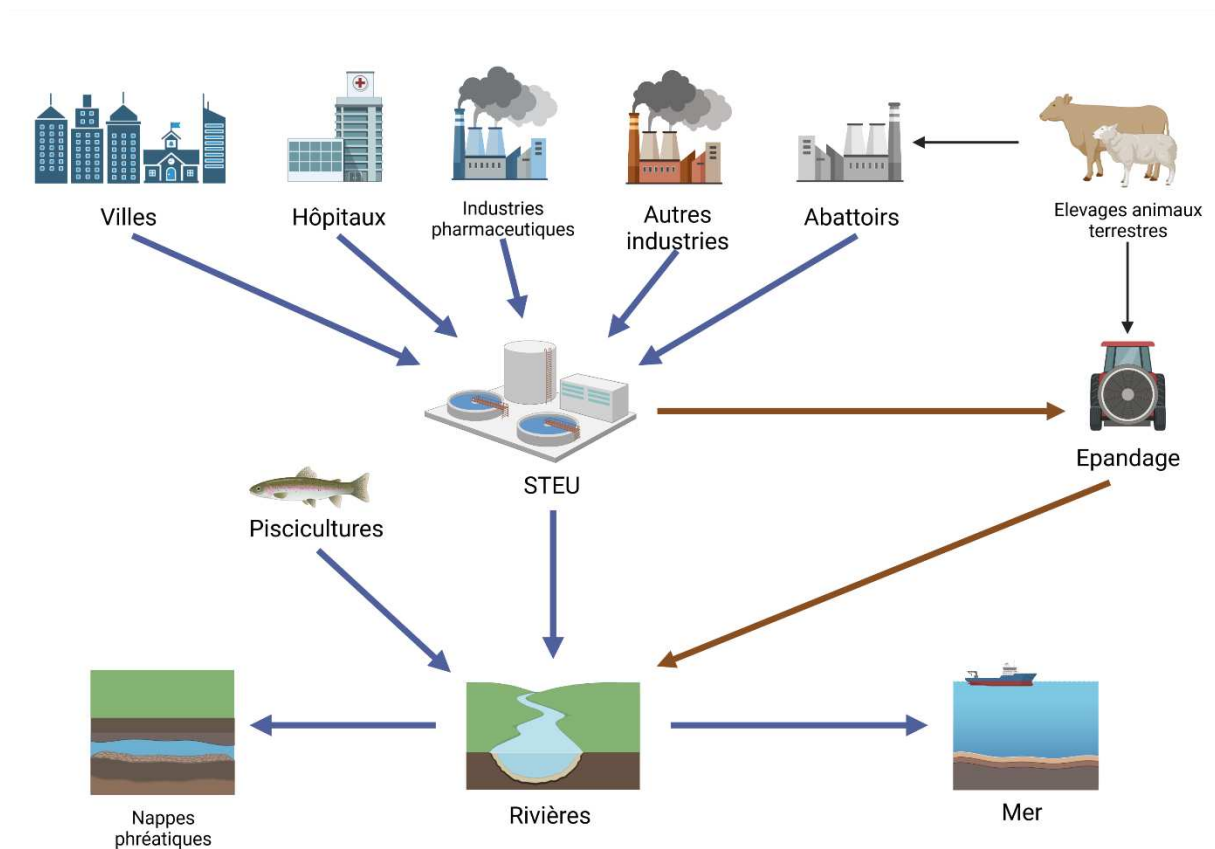 Villes
Hôpitaux
Industries
pharmaceutiques
Autres
industries
Abattoirs
Elevages animaux
terrestres
STEU
Epandage
Piscicultures
Nappes
phréatiques
Rivières
Mer